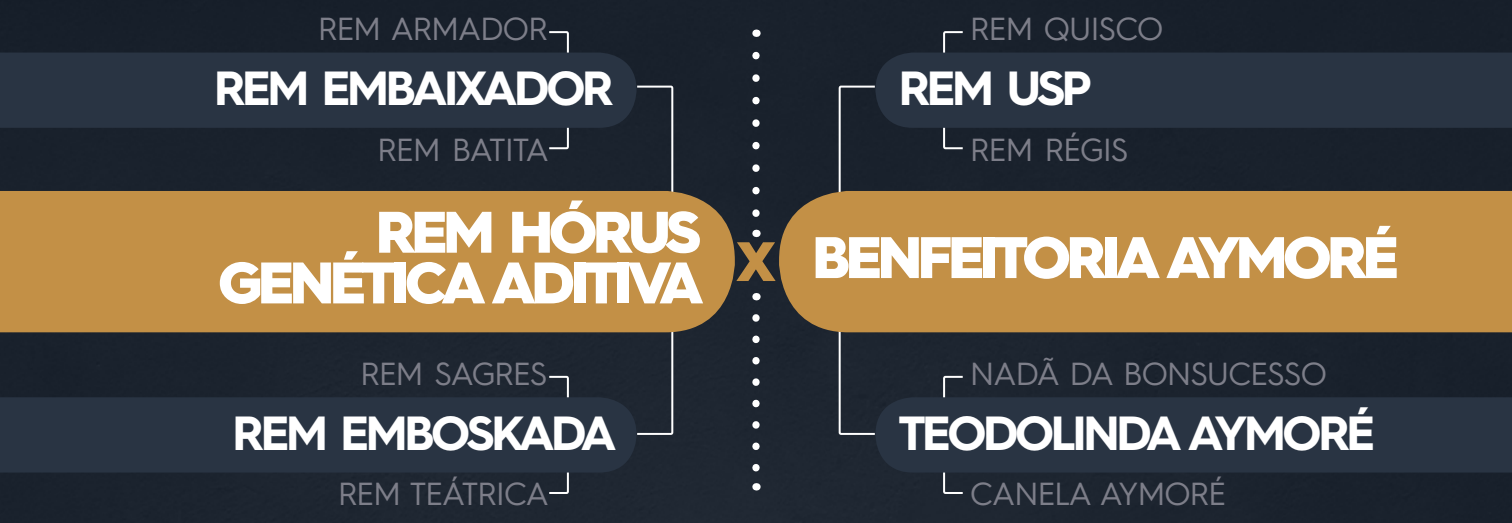 REM ARMADOR
REM EMBAIXADOR
REM BATITA
REM HÓRUS
GENÉTICA ADITIVA
REM SAGRES
REM EMBOSKADA
REM TEÁTRICA
X
REM QUISCO
REM USP
REM RÉGIS
BENFEITORIA AYMORÉ
NADÃ DA BONSUCESSO
TEODOLINDA AYMORÉ
CANELA AYMORÉ